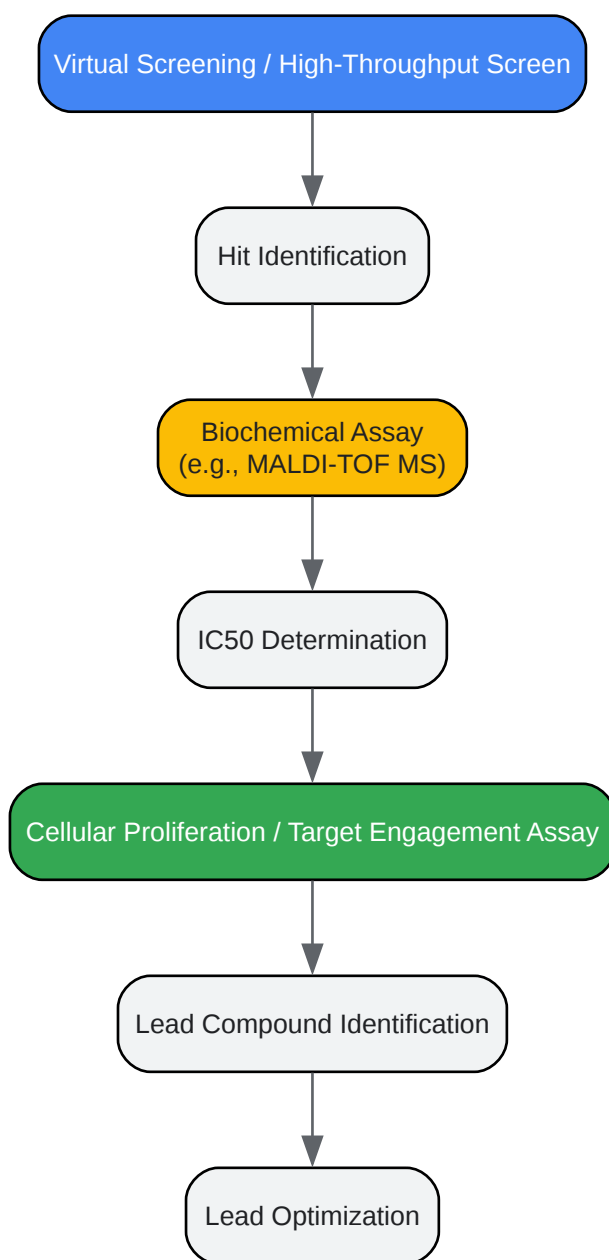 Virtual Screening / High-Throughput Screen
Hit Identification
Biochemical Assay
(e.g., MALDI-TOF MS)
IC50 Determination
Cellular Proliferation / Target Engagement Assay
Lead Compound Identification
Lead Optimization